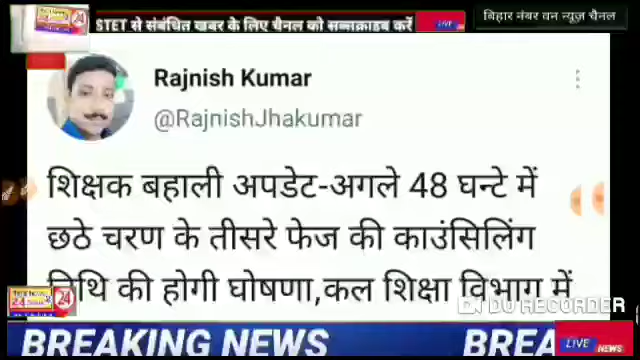 STET से संबंधित खबर के लिए चैनल को सब्सक्राइब करें
बिहार नंबर वन न्यूज़ चैनल
Rajnish Kumar
@RajnishJhakumar
शिक्षक बहाली अपडेट-अगले 48 घन्टे में
छठे चरण के तीसरे फेज की काउंसिलिंग
की होगी घोषणा,कल शिक्षा विभाग में
DU RECORDER
BREAKING NEWS
BREA
LIVE NEWS
24